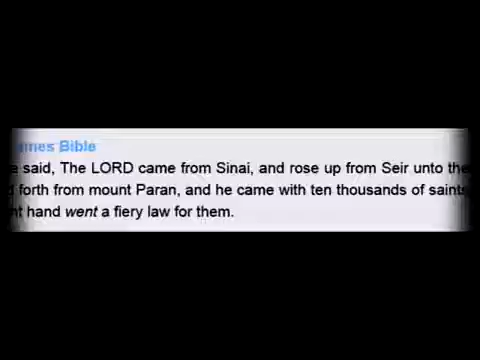 ames Bible
e said, The LORD came from Sinai, and rose up from Seir unto the
d forth from mount Paran, and he came with ten thousands of saints
ht hand went a fiery law for them.